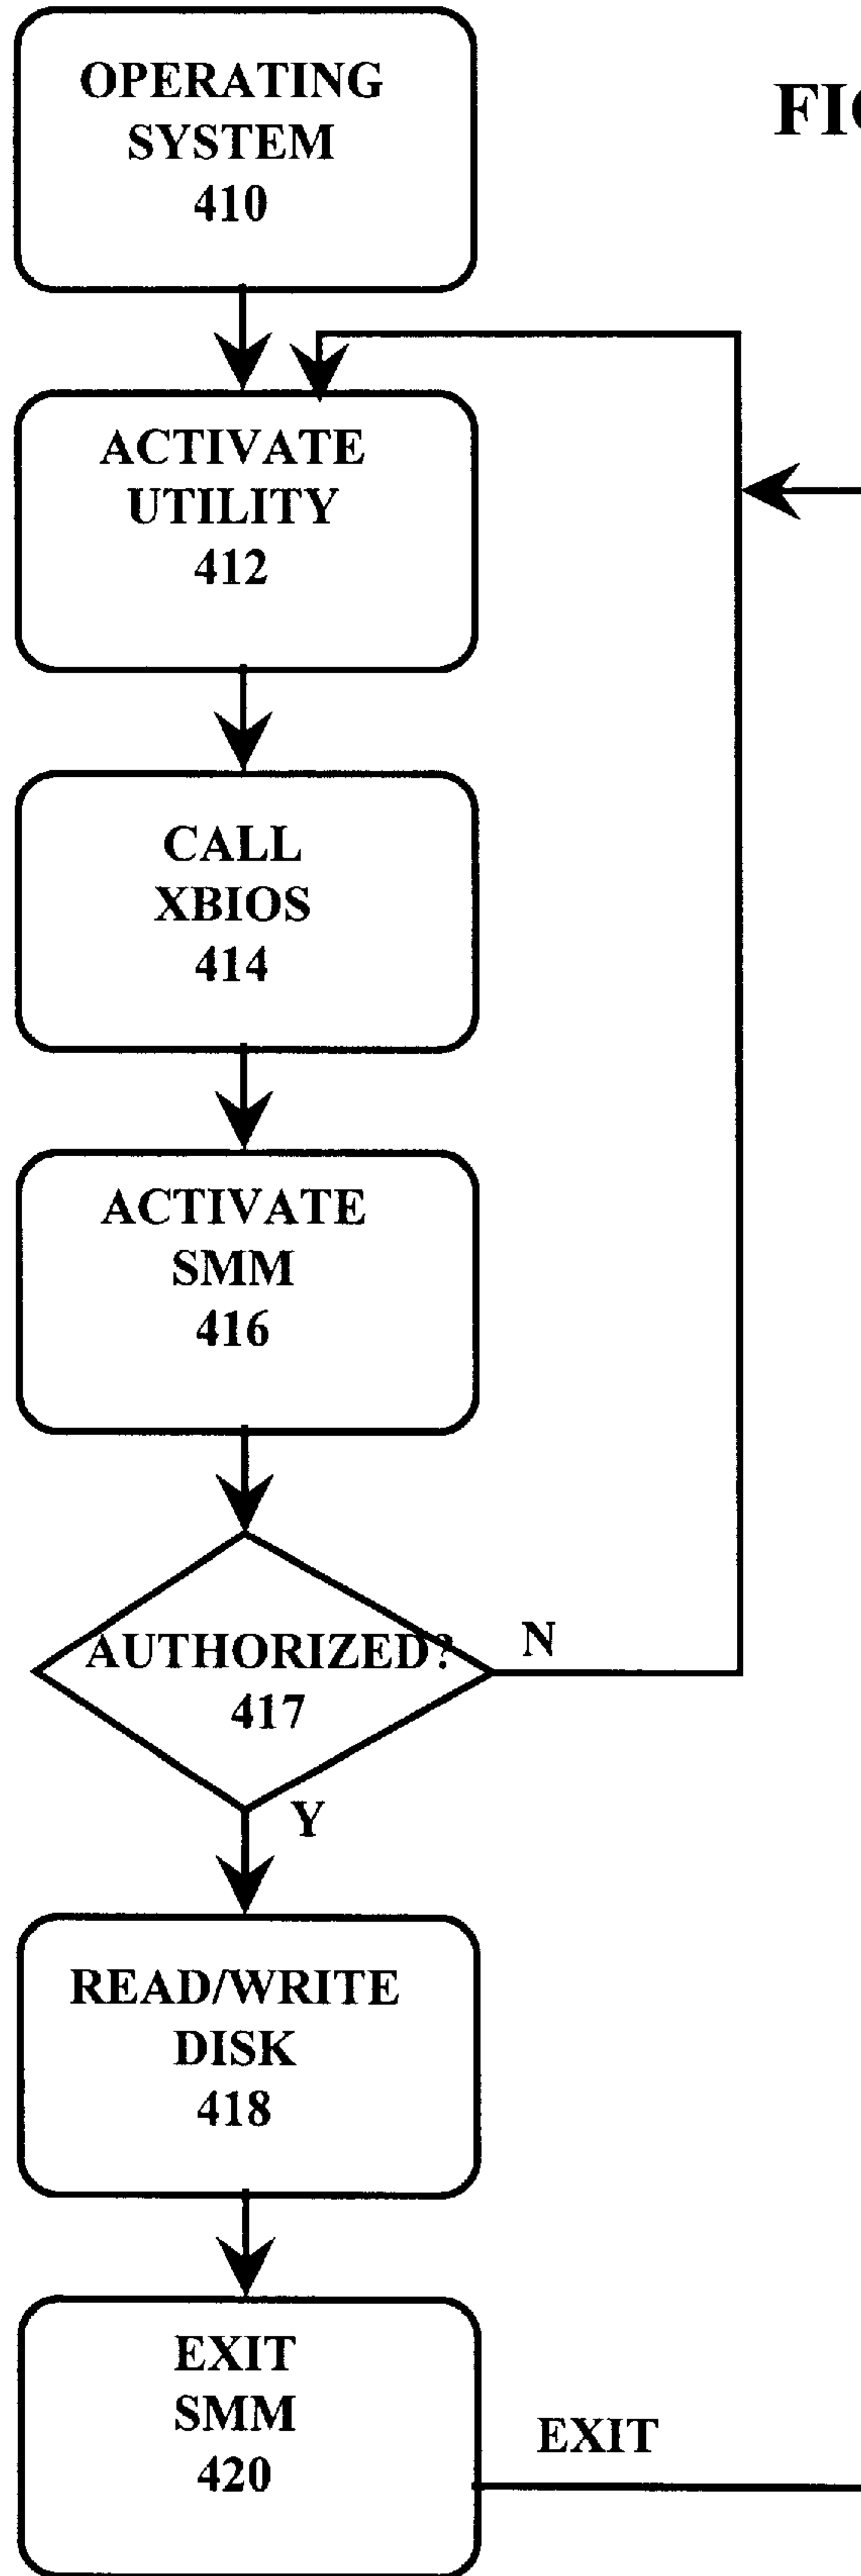 OPERATING
SYSTEM
410
ACTIVATE
UTILITY
412
CALL
XBIOS
414
ACTIVATE
SMM
416
AUTHORIZED?
417
N
Y
READ/WRITE
DISK
418
EXIT
SMM
420
EXIT